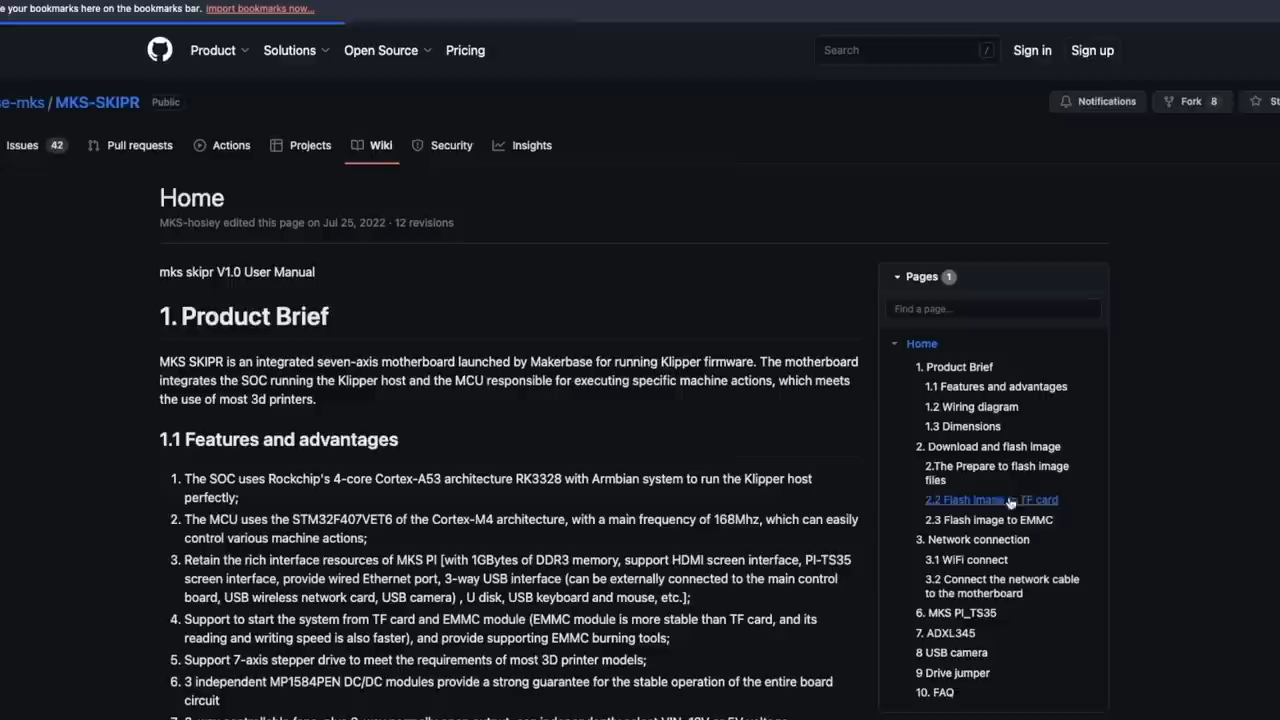 e your bookmarks here on the bookmarks bar. import bookmarks now...
Product
Solutions
Open Source
Pricing
Search
/
Sign in
Sign up
se-mks / MKS-SKIPR Public
Notifications
Fork 8
Issues 42
Pull requests
Actions
Projects
Wiki
Security
Insights
Home
MKS-hosiey edited this page on Jul 25, 2022 · 12 revisions
mks skipr V1.0 User Manual
1. Product Brief
MKS SKIPR is an integrated seven-axis motherboard launched by Makerbase for running Klipper firmware. The motherboard
integrates the SOC running the Klipper host and the MCU responsible for executing specific machine actions, which meets
the use of most 3d printers.
1.1 Features and advantages
1. The SOC uses Rockchip's 4-core Cortex-A53 architecture RK3328 with Armbian system to run the Klipper host
perfectly;
2. The MCU uses the STM32F407VET6 of the Cortex-M4 architecture, with a main frequency of 168Mhz, which can easily
control various machine actions;
3. Retain the rich interface resources of MKS PI [with 1GBytes of DDR3 memory, support HDMI screen interface, PI-TS35
screen interface, provide wired Ethernet port, 3-way USB interface (can be externally connected to the main control
board, USB wireless network card, USB camera) , U disk, USB keyboard and mouse, etc.];
4. Support to start the system from TF card and EMMC module (EMMC module is more stable than TF card, and its
reading and writing speed is also faster), and provide supporting EMMC burning tools;
5. Support 7-axis stepper drive to meet the requirements of most 3D printer models;
6. 3 independent MP1584PEN DC/DC modules provide a strong guarantee for the stable operation of the entire board
circuit
Pages 1
Find a page...
Home
1. Product Brief
1.1 Features and advantages
1.2 Wiring diagram
1.3 Dimensions
2. Download and flash image
2.The Prepare to flash image
files
2.2 Flash image TF card
2.3 Flash image to EMMC
3. Network connection
3.1 WiFi connect
3.2 Connect the network cable
to the motherboard
6. MKS PI_TS35
7. ADXL345
8 USB camera
9 Drive jumper
10. FAQ